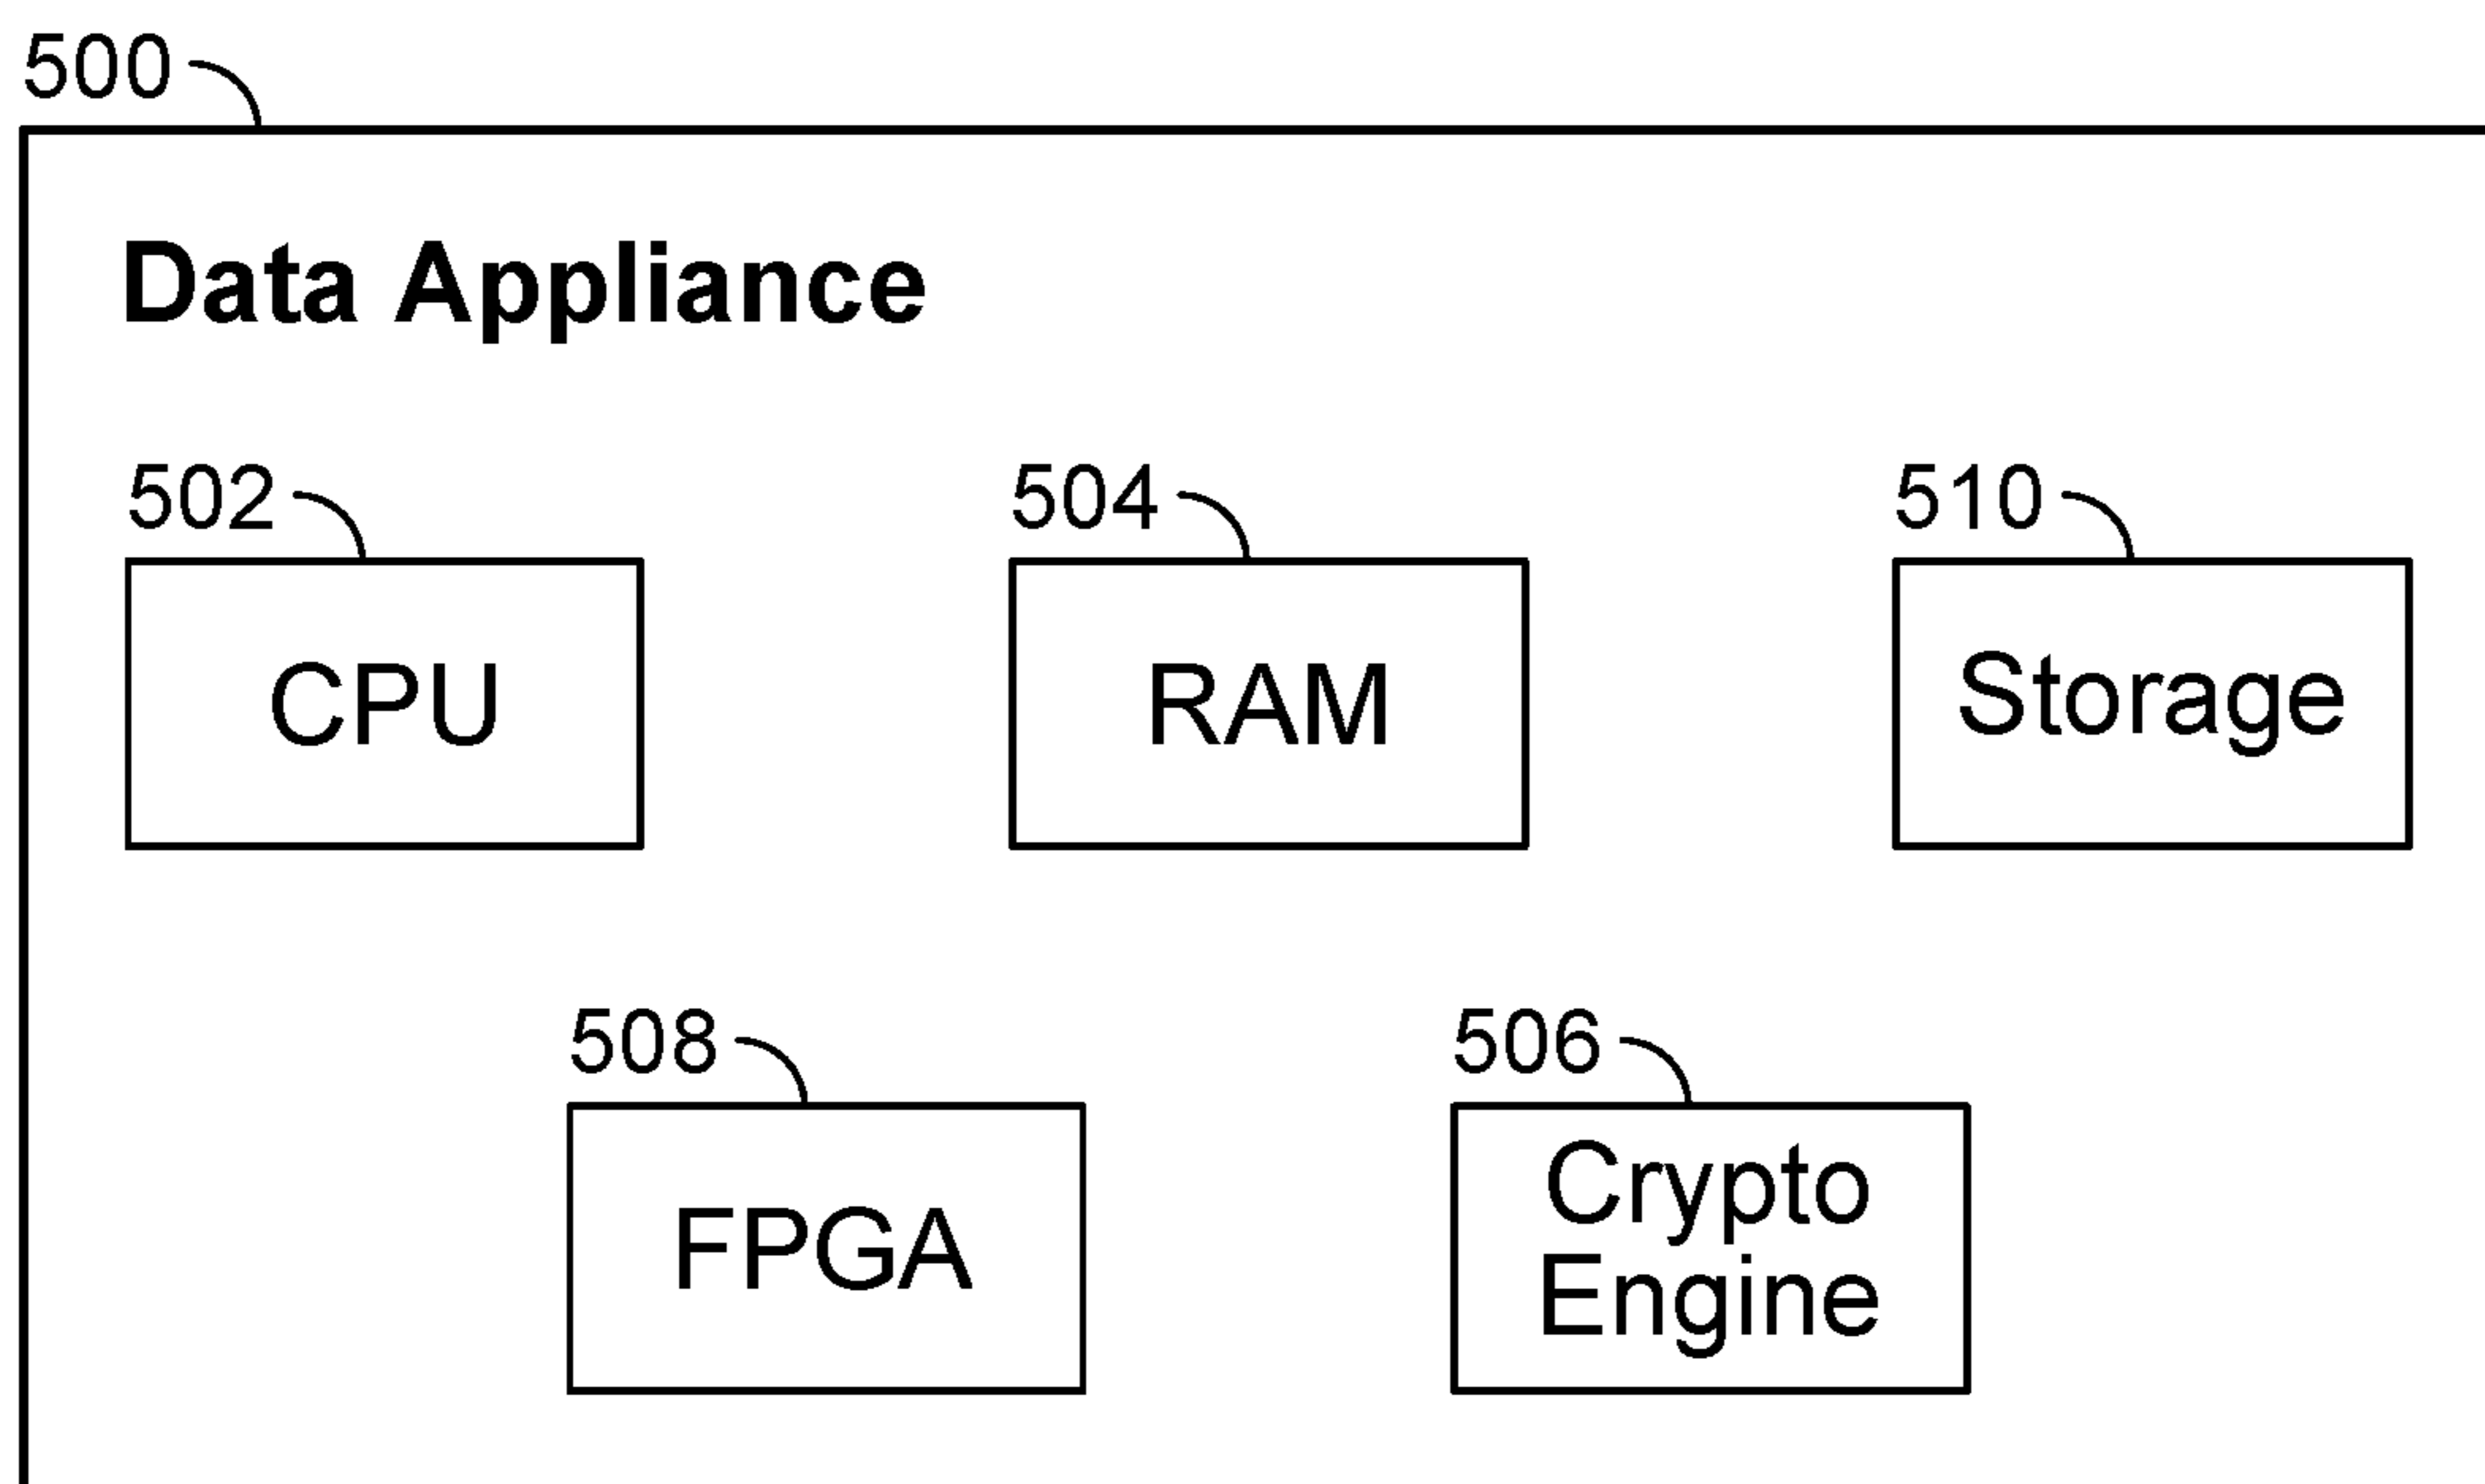 500
Data Appliance
502
504
510
CPU
RAM
Storage
508
506
FPGA
Crypto
Engine